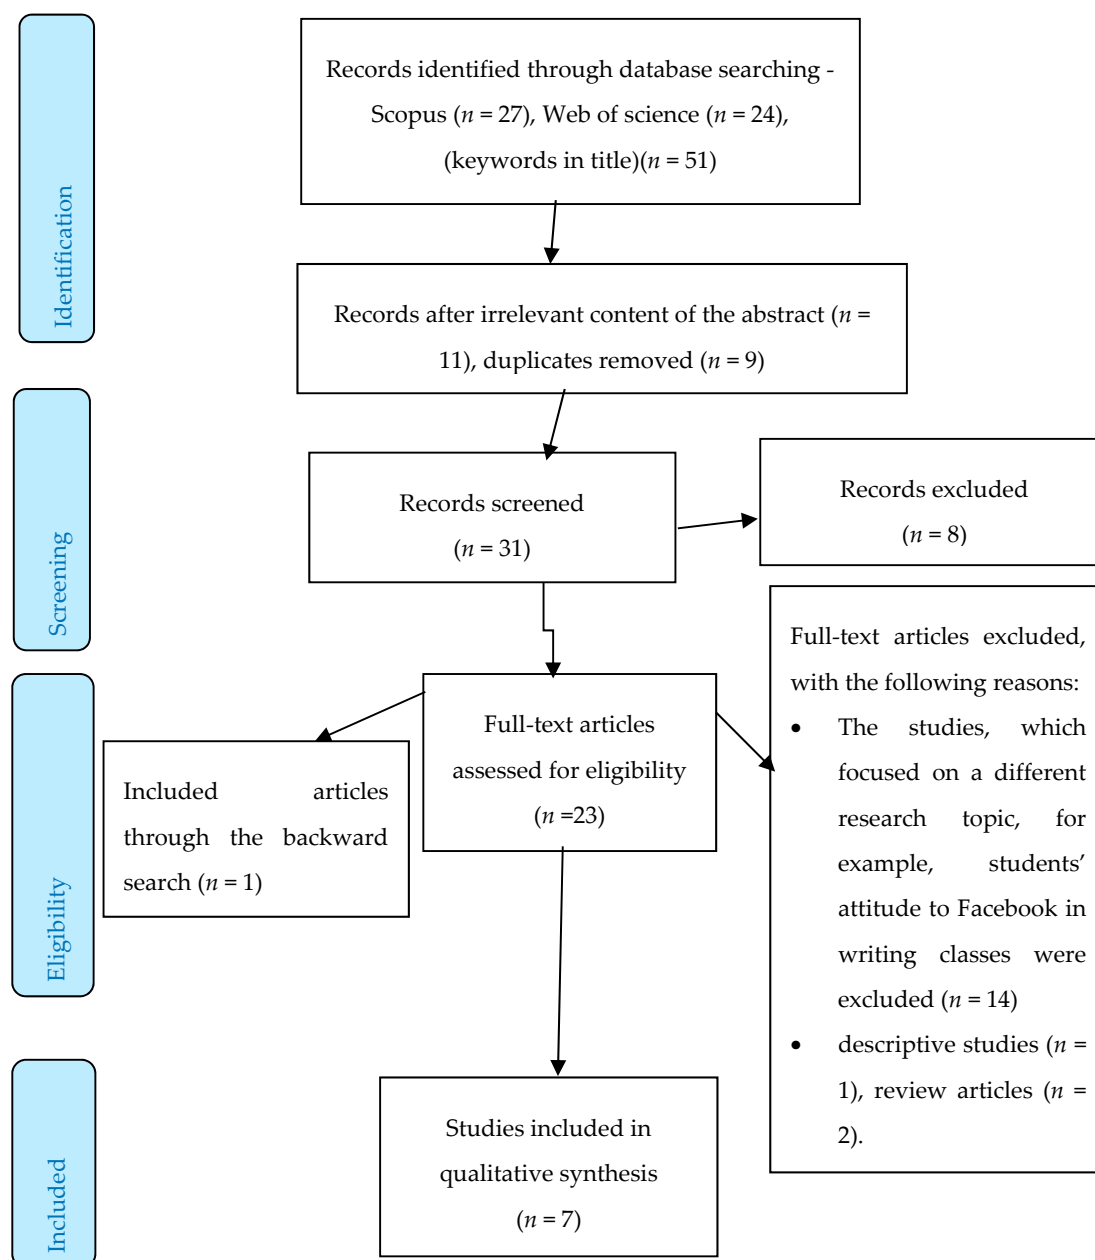 Identification
Records identified through database searching -
Scopus (n = 27), Web of science (n = 24),
(keywords in title)(n = 51)
Records after irrelevant content of the abstract (n =
11), duplicates removed (n = 9)
Screening
Records screened
(n = 31)
Records excluded
(n = 8)
Eligibility
Full-text articles
assessed for eligibility
(n =23)
Included articles
through the backward
search (n = 1)
Full-text articles excluded,
with the following reasons:
• The studies, which
focused on a different
research topic, for
example, students’
attitude to Facebook in
writing classes were
excluded (n = 14)
• descriptive studies (n =
1), review articles (n =
2).
Included
Studies included in
qualitative synthesis
(n = 7)